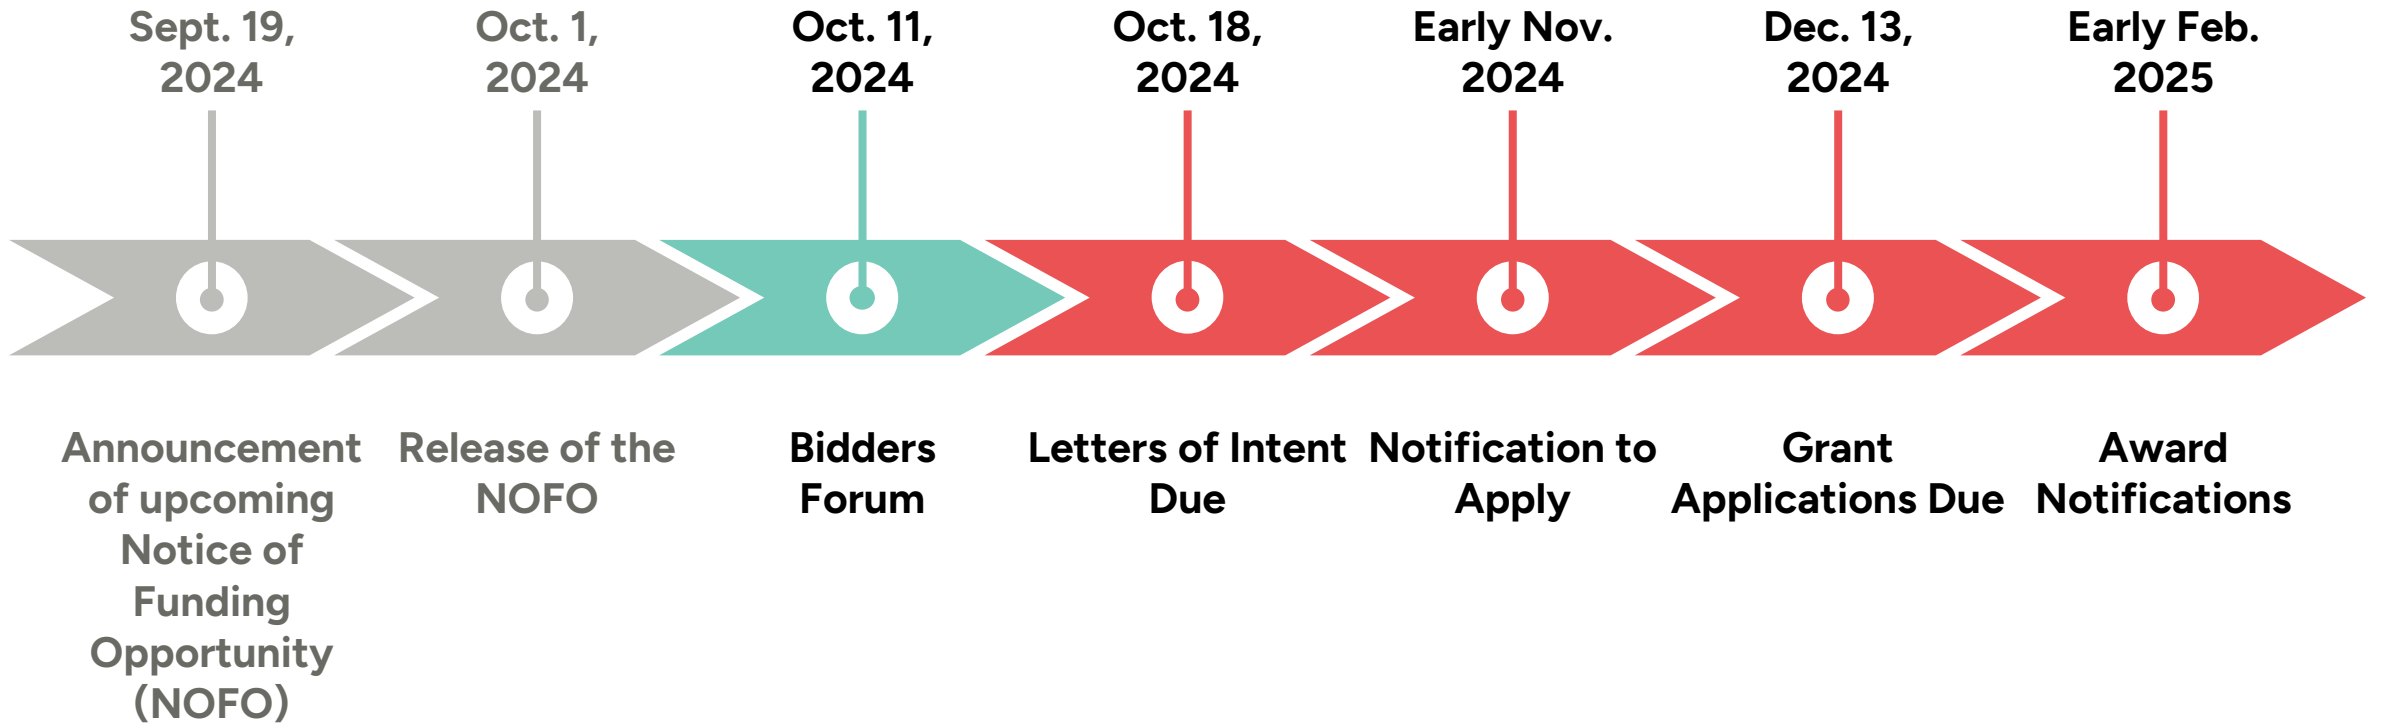 Sept. 19,
2024
Oct. 1,
2024
Oct. 11,
2024
Oct. 18,
2024
Early Nov.
2024
Dec. 13,
2024
Early Feb.
2025
Announcement
of upcoming
Notice of
Funding
Opportunity
(NOFO)
Release of the
NOFO
Bidders
Forum
Letters of Intent
Due
Notification to
Apply
Grant
Applications Due
Award
Notifications